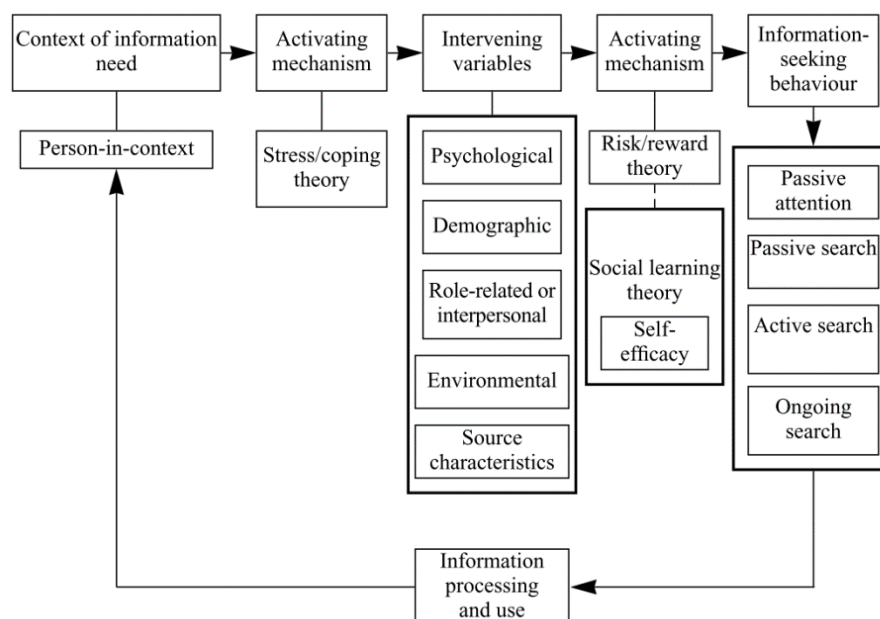 Context of information
need
Activating
mechanism
Intervening
variables
Activating
mechanism
Information-
seeking
behaviour
Person-in-context
Stress/coping
theory
Psychological
Demographic
Role-related or
interpersonal
Environmental
Source
characteristics
Risk/reward
theory
Social learning
theory
Self-
efficacy
Passive
attention
Passive search
Active search
Ongoing
search
Information
processing
and use